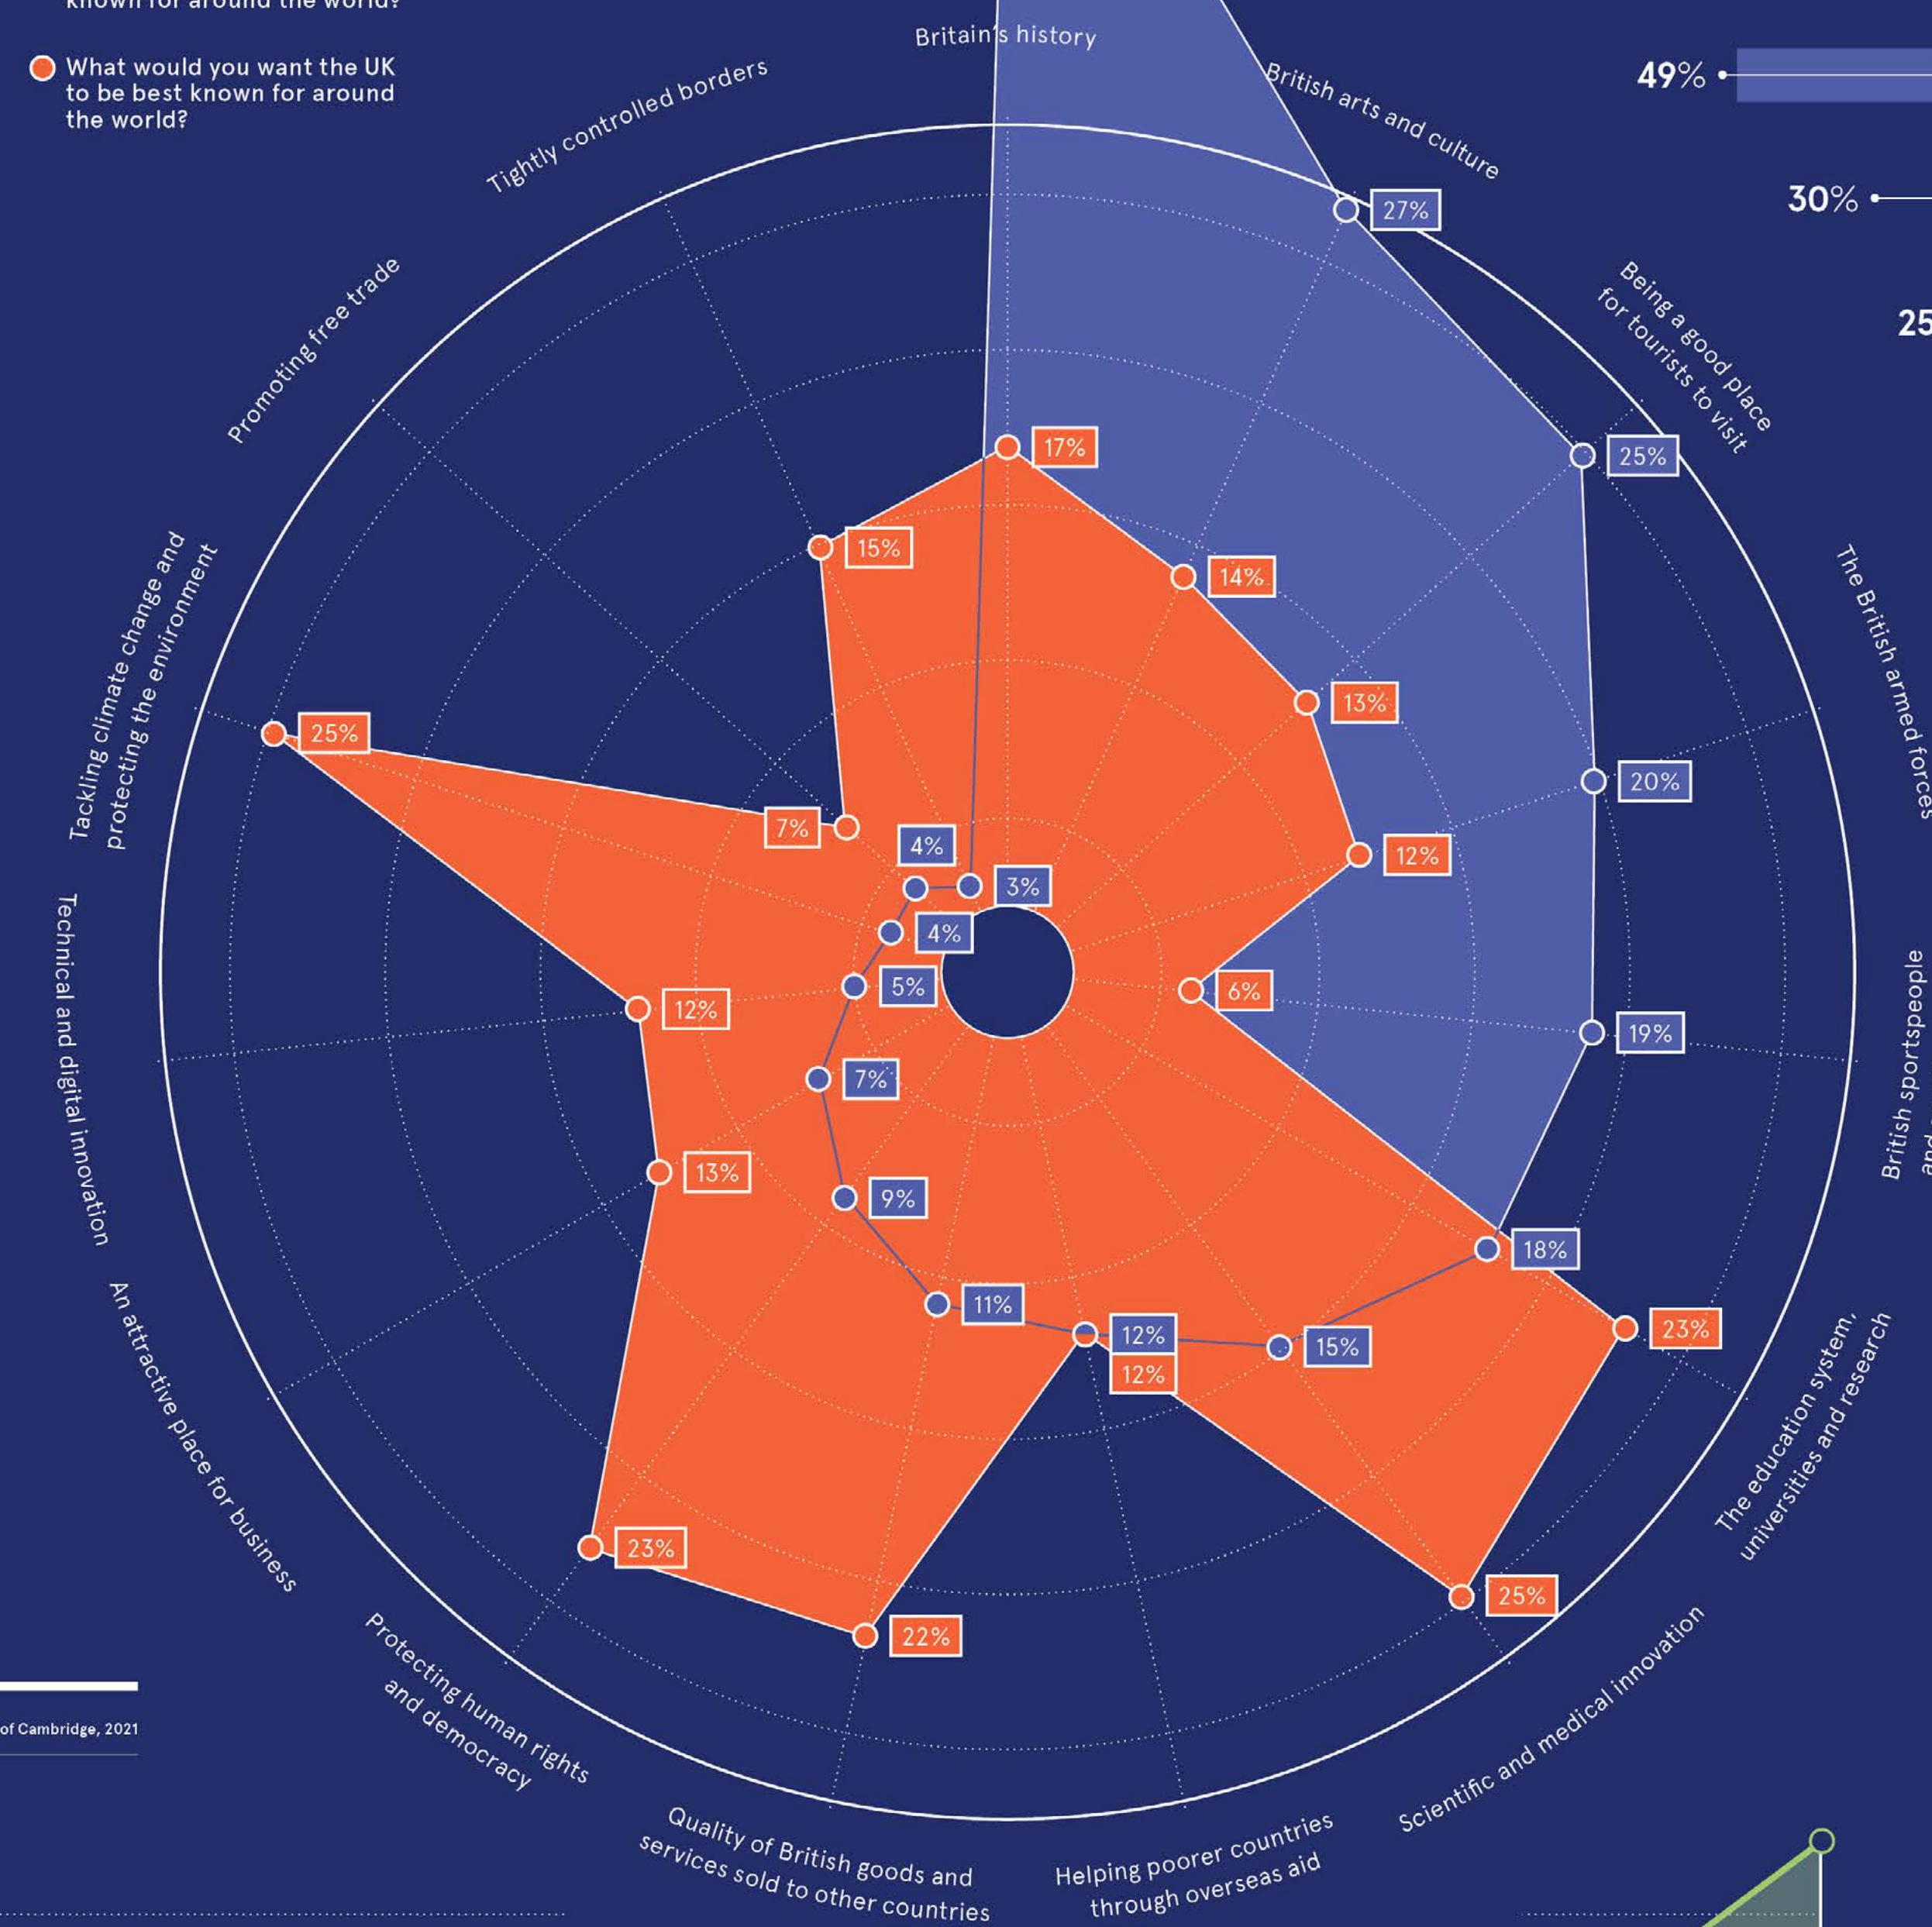 known for around the world?
What would you want the UK
to be best known for around
the world?
Britain's history
British arts and culture
Being a good place
for tourists to visit
The British armed forces
British sportspeople
The education system,
universities and research
Scientific and medical innovation
Helping poorer countries
through overseas aid
Quality of British goods and
services sold to other countries
Protecting human rights
and democracy
An attractive place for business
Technical and digital innovation
Tackling climate change and
protecting the environment
Promoting free trade
Tightly controlled borders
49%
30%
25
27%
25%
20%
19%
18%
15%
12%
11%
9%
7%
5%
4%
4%
3%
17%
14%
13%
12%
6%
23%
25%
12%
22%
23%
13%
12%
25%
7%
15%
of Cambridge, 2021